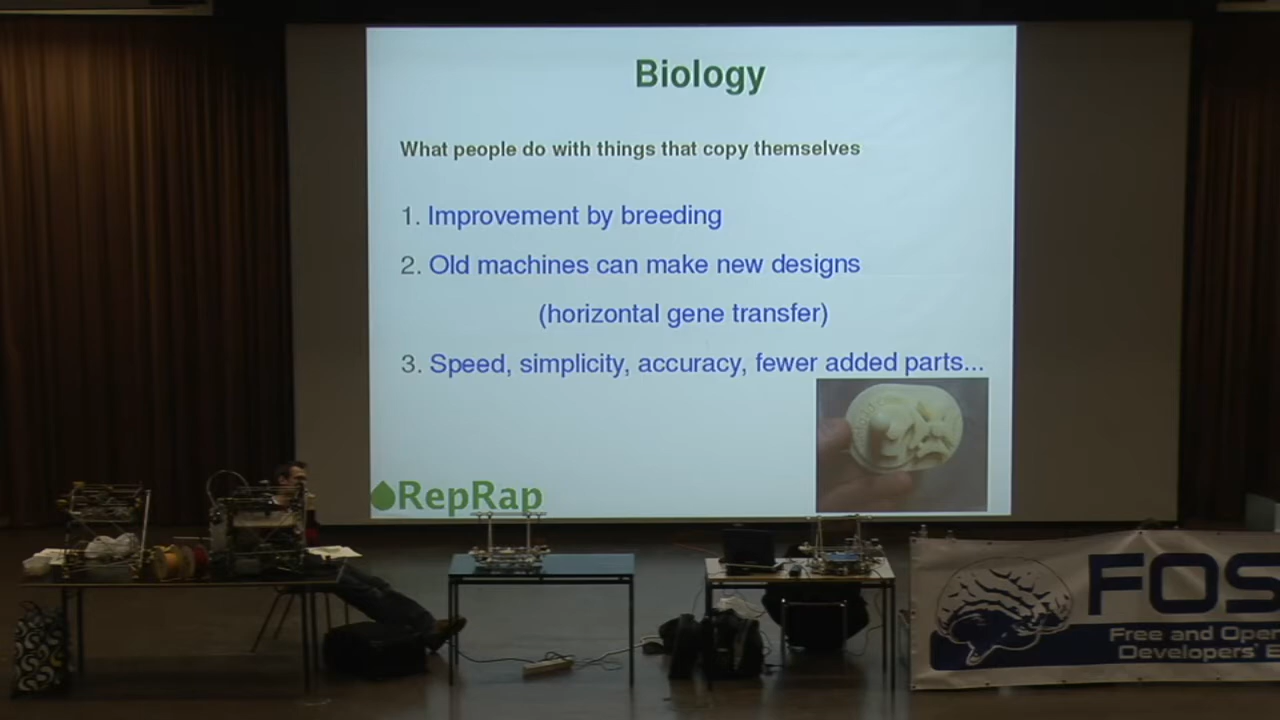 Biology
What people do with things that copy themselves
1. Improvement by breeding
2. Old machines can make new designs
(horizontal gene transfer)
3. Speed, simplicity, accuracy, fewer added parts...
RepRap
FOS
Free and Open
Developers' E